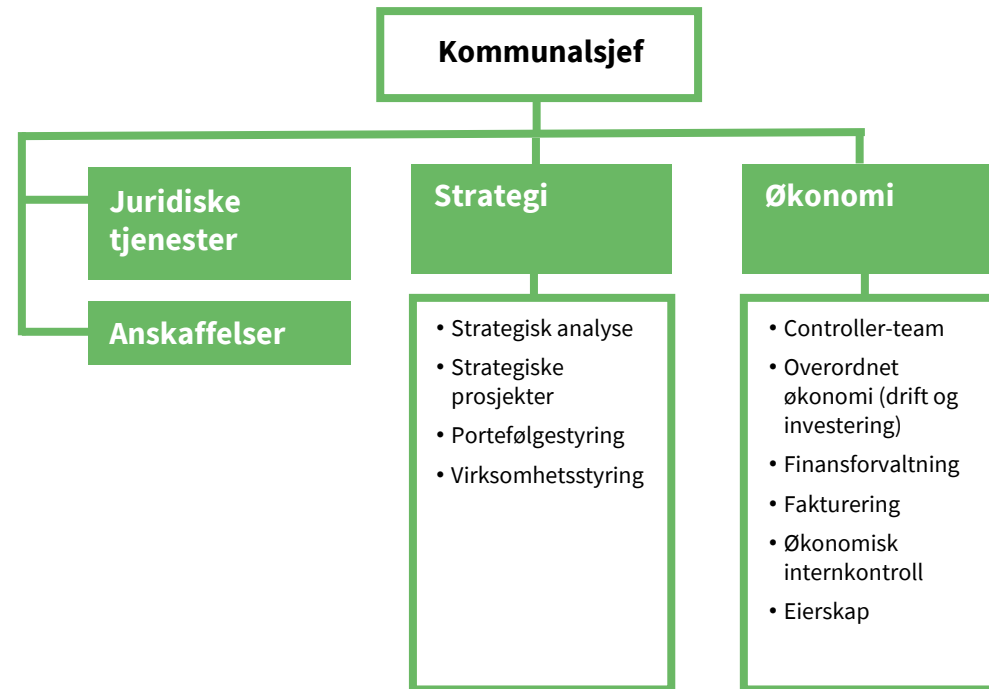 Kommunalsjef
Juridiske
tjenester
Anskaffelser
Strategi
• Strategisk analyse
• Strategiske
prosjekter
• Portefølgestyring
• Virksomhetsstyring
Økonomi
• Controller-team
• Overordnet
økonomi (drift og
investering)
• Finansforvaltning
• Fakturering
• Økonomisk
internkontroll
• Eierskap